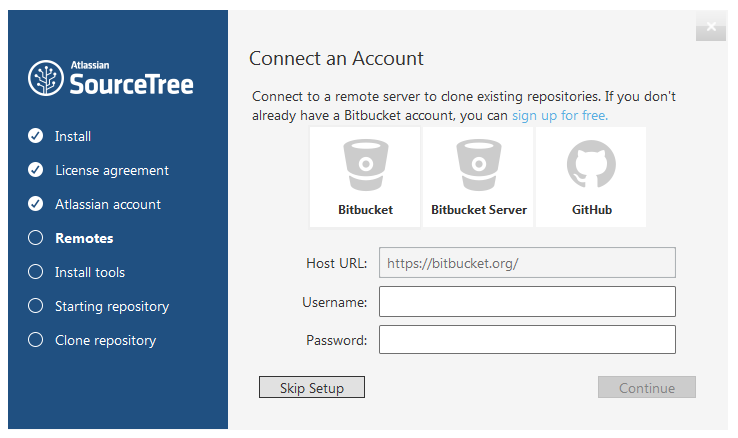 Atlassian
SourceTree
Install
License agreement
Atlassian account
Remotes
Install tools
Starting repository
Clone repository
Connect an Account
Connect to a remote server to clone existing repositories. If you don't
already have a Bitbucket account, you can sign up for free.
Bitbucket
Bitbucket Server
GitHub
Host URL: https://bitbucket.org/
Username:
Password:
Skip Setup
Continue